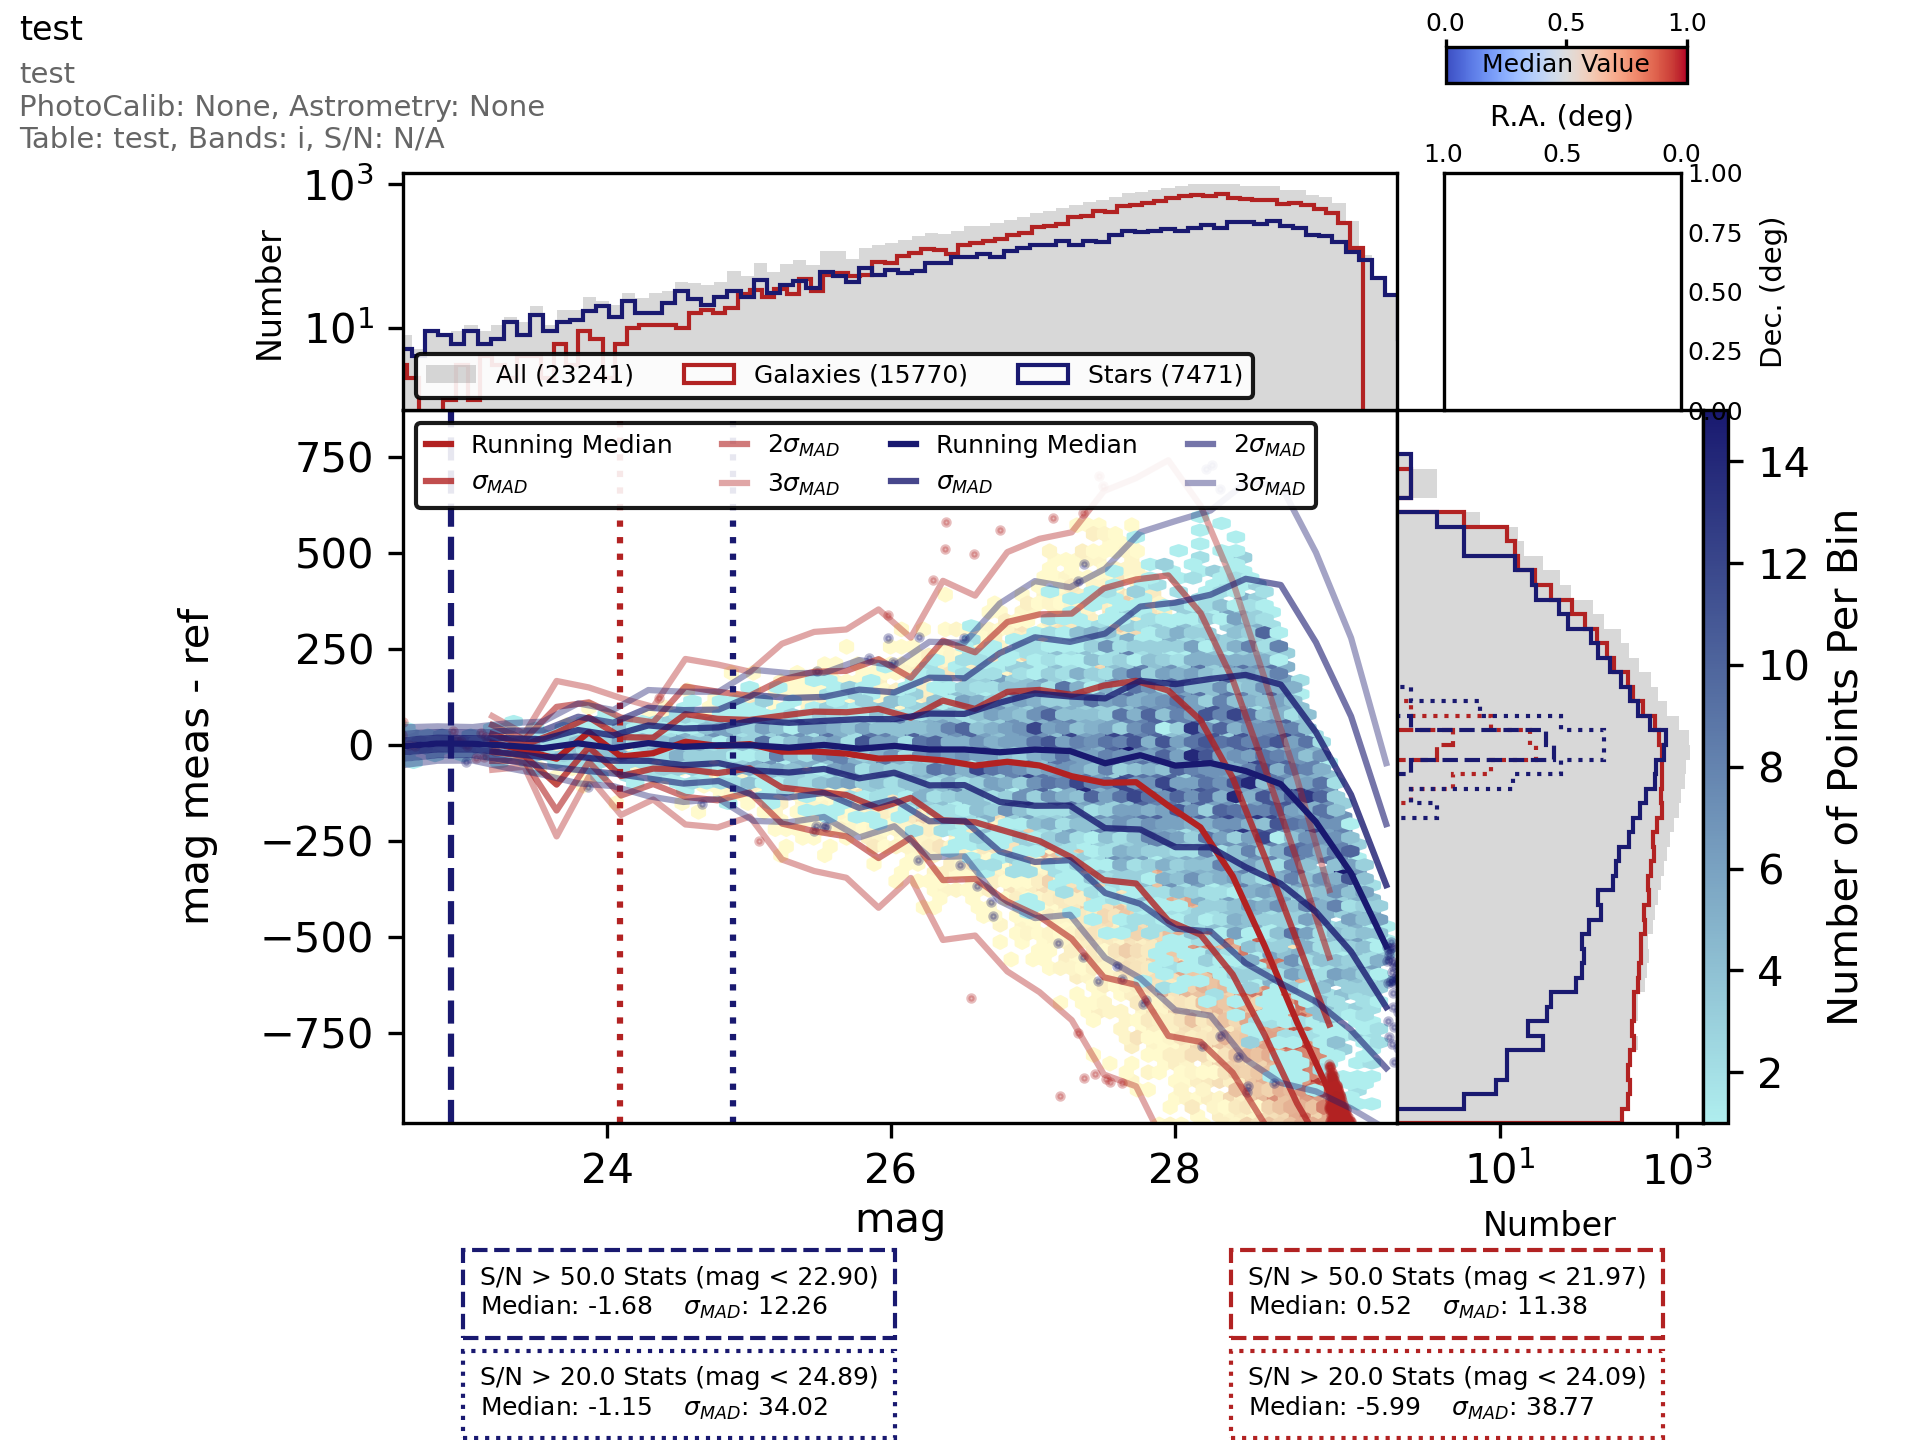 test
test
PhotoCalib: None, Astrometry: None
Table: test, Bands: i, S/N: N/A
0.0 0.5 1.0
Median Value
R.A. (deg)
1.0 0.5 0.0
1.00
0.75
0.50
0.25
0.00
Dec. (deg)
10³
10¹
Number
All (23241) Galaxies (15770) Stars (7471)
Running Median 2σMAD Running Median 2σMAD
σMAD 3σMAD σMAD 3σMAD
750
500
250
0
−250
−500
−750
mag meas - ref
24 26 28
mag
10¹ 10³
Number
14
12
10
8
6
4
2
Number of Points Per Bin
S/N > 50.0 Stats (mag < 22.90)
Median: -1.68 σMAD: 12.26
S/N > 20.0 Stats (mag < 24.89)
Median: -1.15 σMAD: 34.02
S/N > 50.0 Stats (mag < 21.97)
Median: 0.52 σMAD: 11.38
S/N > 20.0 Stats (mag < 24.09)
Median: -5.99 σMAD: 38.77